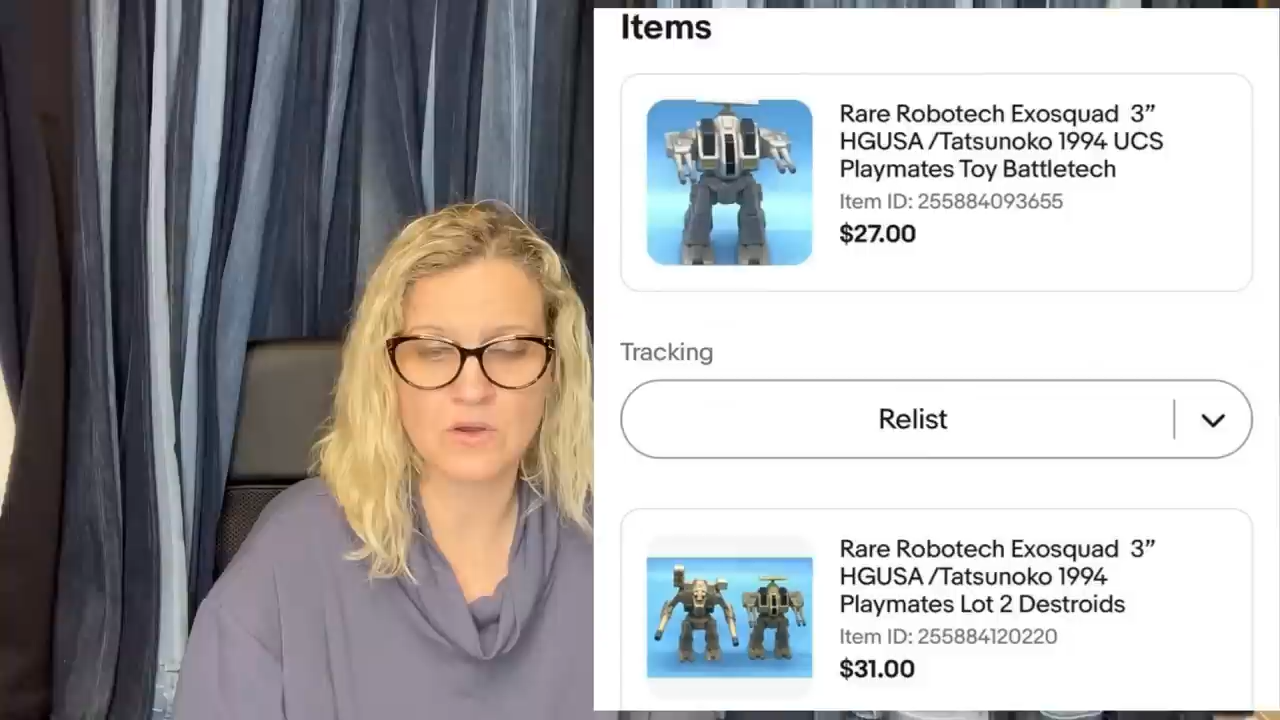 Items
Rare Robotech Exosquad 3”
HGUSA /Tatsunoko 1994 UCS
Playmates Toy Battletech
Item ID: 255884093655
$27.00
Tracking
Relist
Rare Robotech Exosquad 3”
HGUSA /Tatsunoko 1994
Playmates Lot 2 Destroids
Item ID: 255884120220
$31.00